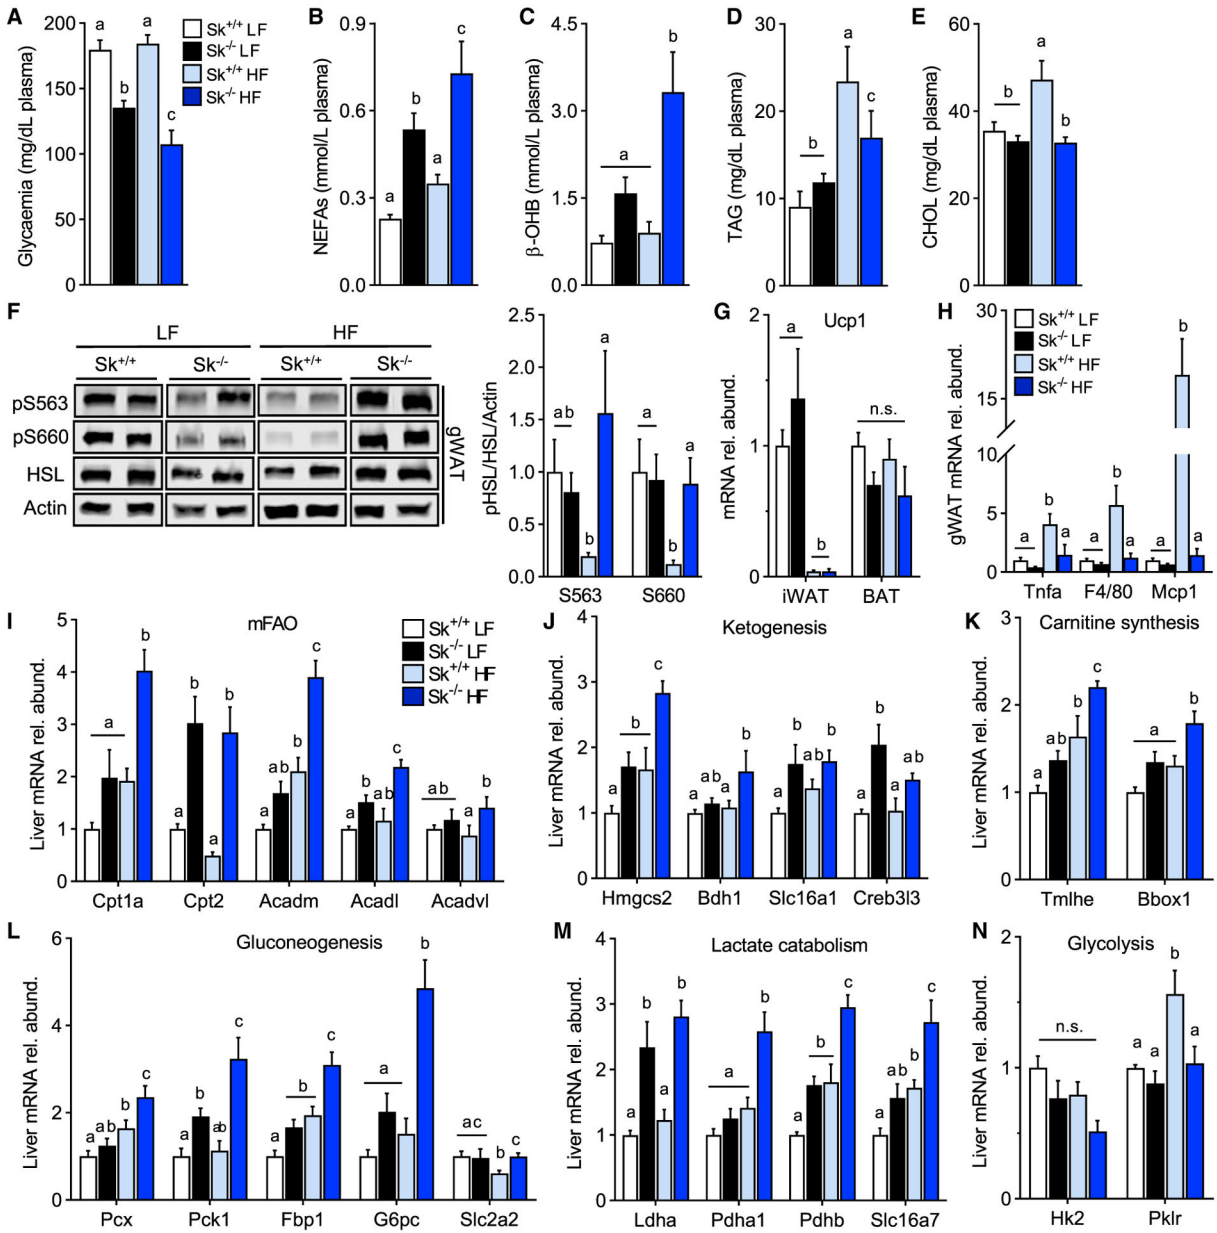 A
Glycaemia (mg/dL plasma)
200
150
100
50
0
a
b
a
c
Sk+/+ LF
Sk-/- LF
Sk+/+ HF
Sk-/- HF
B
NEFAs (mmol/L plasma)
0.9
0.6
0.3
0.0
a
b
a
c
C
β-OHB (mmol/L plasma)
4.5
3.0
1.5
0.0
a
b
D
TAG (mg/dL plasma)
30
20
10
0
b
a
c
E
CHOL (mg/dL plasma)
60
40
20
0
b
a
b
F
LF HF
Sk+/+ Sk-/- Sk+/+ Sk-/-
pS563
pS660
HSL
Actin
gWAT
pHSL/HSL/Actin
2.5
2.0
1.5
1.0
0.5
0.0
ab
b
a
a
b
a
S563 S660
G
Ucp1
mRNA rel. abund.
2
1
0
a
b
n.s.
iWAT BAT
H
gWAT mRNA rel. abund.
30
15
10
5
0
Sk+/+ LF
Sk-/- LF
Sk+/+ HF
Sk-/- HF
a b a
a b a
a b a
Tnfa F4/80 Mcp1
I
mFAO
Liver mRNA rel. abund.
5
4
3
2
1
0
Sk+/+ LF
Sk-/- LF
Sk+/+ HF
Sk-/- HF
a b
a b a b
a ab b c
a b ab c
ab a b
Cpt1a Cpt2 Acadm Acadl Acadvl
J
Ketogenesis
Liver mRNA rel. abund.
4
3
2
1
0
a b c
a ab a b
a b ab b
a b a ab
Hmgcs2 Bdh1 Slc16a1 Creb3l3
K
Carnitine synthesis
Liver mRNA rel. abund.
3
2
1
0
a ab b c
a b
Tmlhe Bbox1
L
Gluconeogenesis
Liver mRNA rel. abund.
6
4
2
0
a ab b c
a b ab c
a b c
a b
ac b c
Pcx Pck1 Fbp1 G6pc Slc2a2
M
Lactate catabolism
Liver mRNA rel. abund.
4
3
2
1
0
a b a b
a b
a b c
a ab b c
Ldha Pdha1 Pdhb Slc16a7
N
Glycolysis
Liver mRNA rel. abund.
2
1
0
n.s.
a a b a
Hk2 Pklr